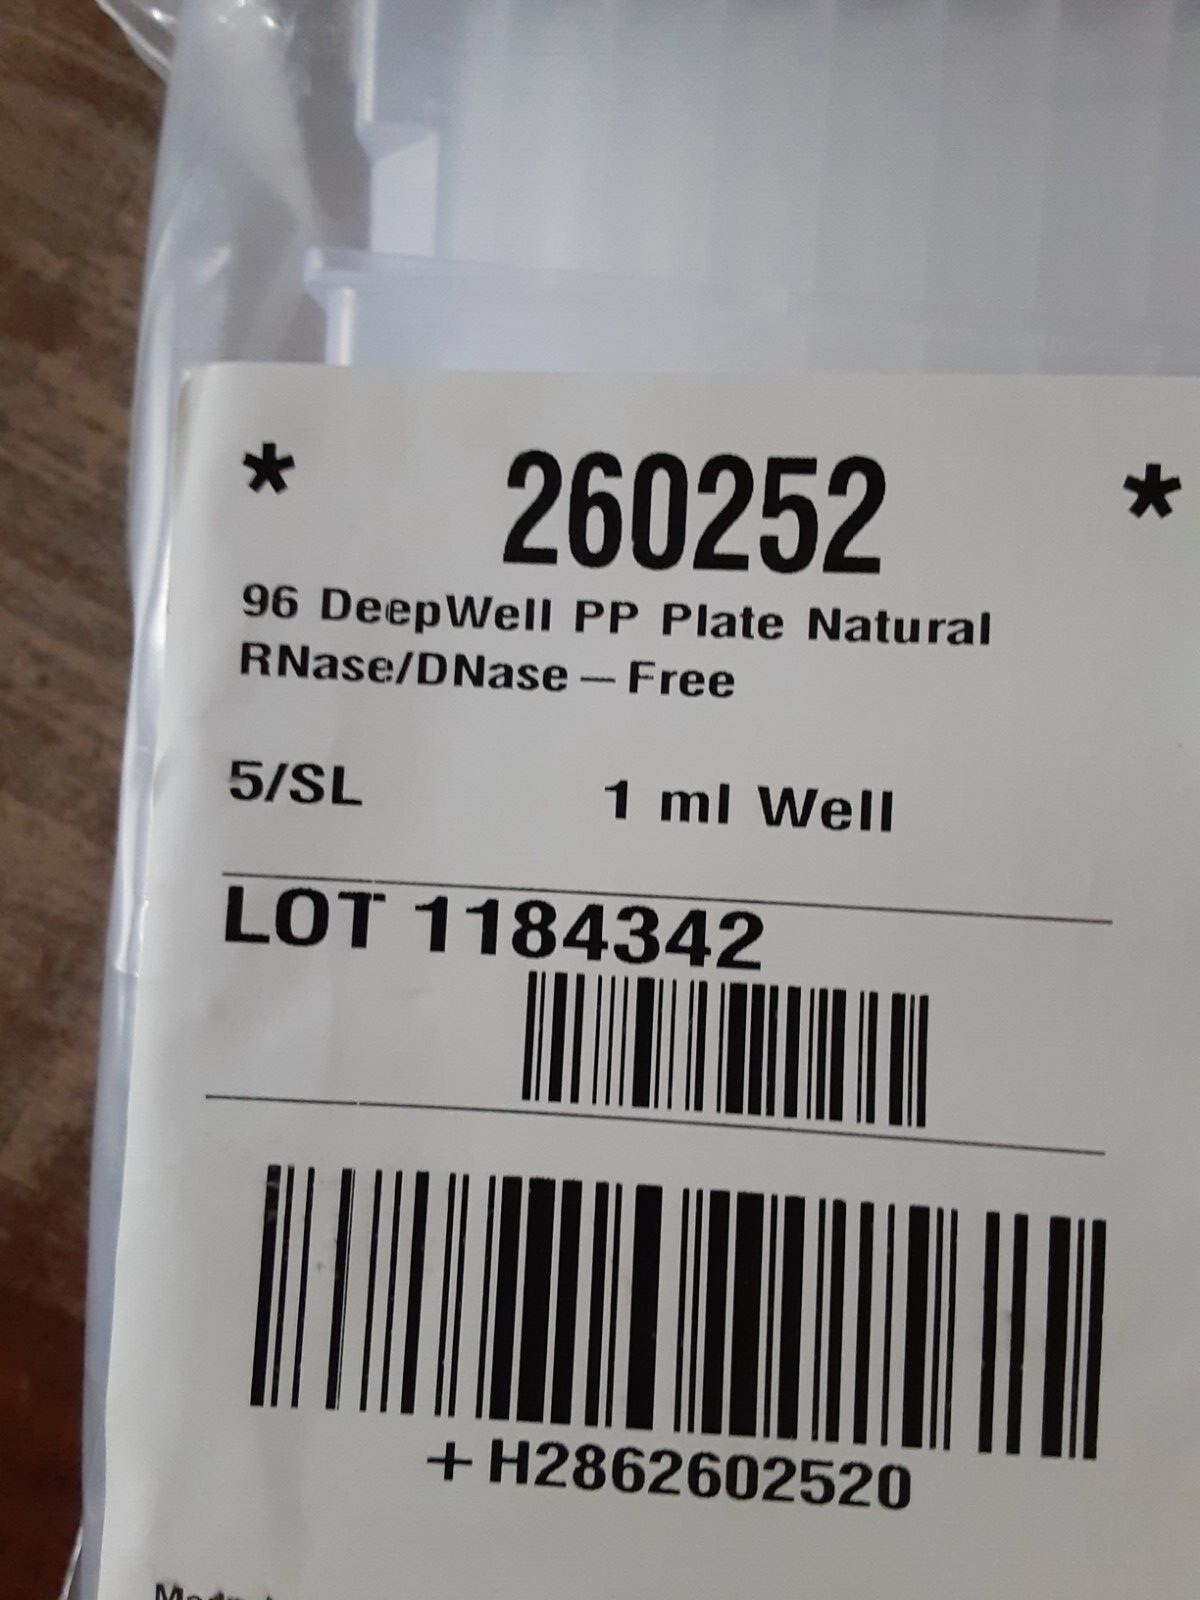 * 260252 *
96 DeepWell PP Plate Natural
RNase/DNase — Free
5/SL 1 ml Well
LOT 1184342
+H2862602520